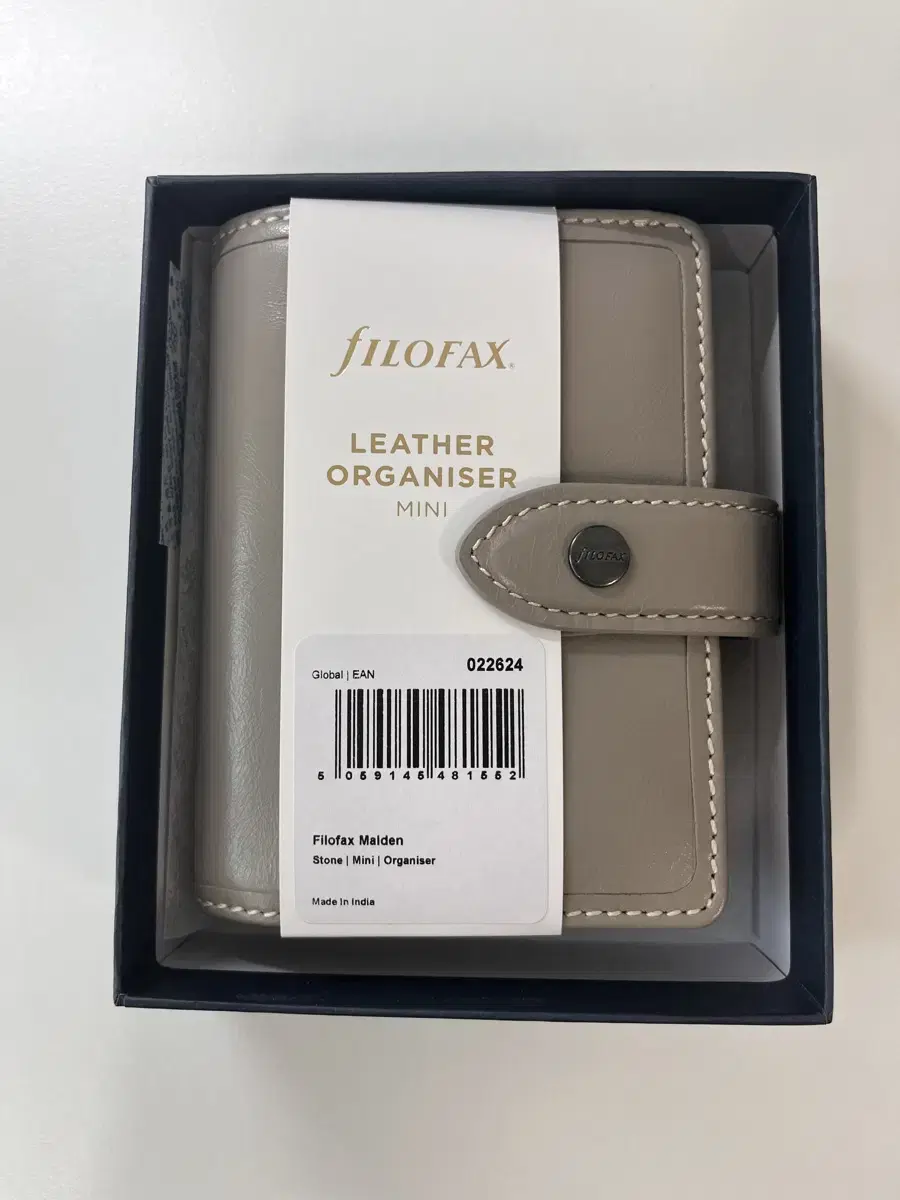 fILOFAX®
LEATHER
ORGANISER
MINI
fILOFAX
Global | EAN
022624
5 059145 481552
Filofax Malden
Stone | Mini | Organiser
Made in India